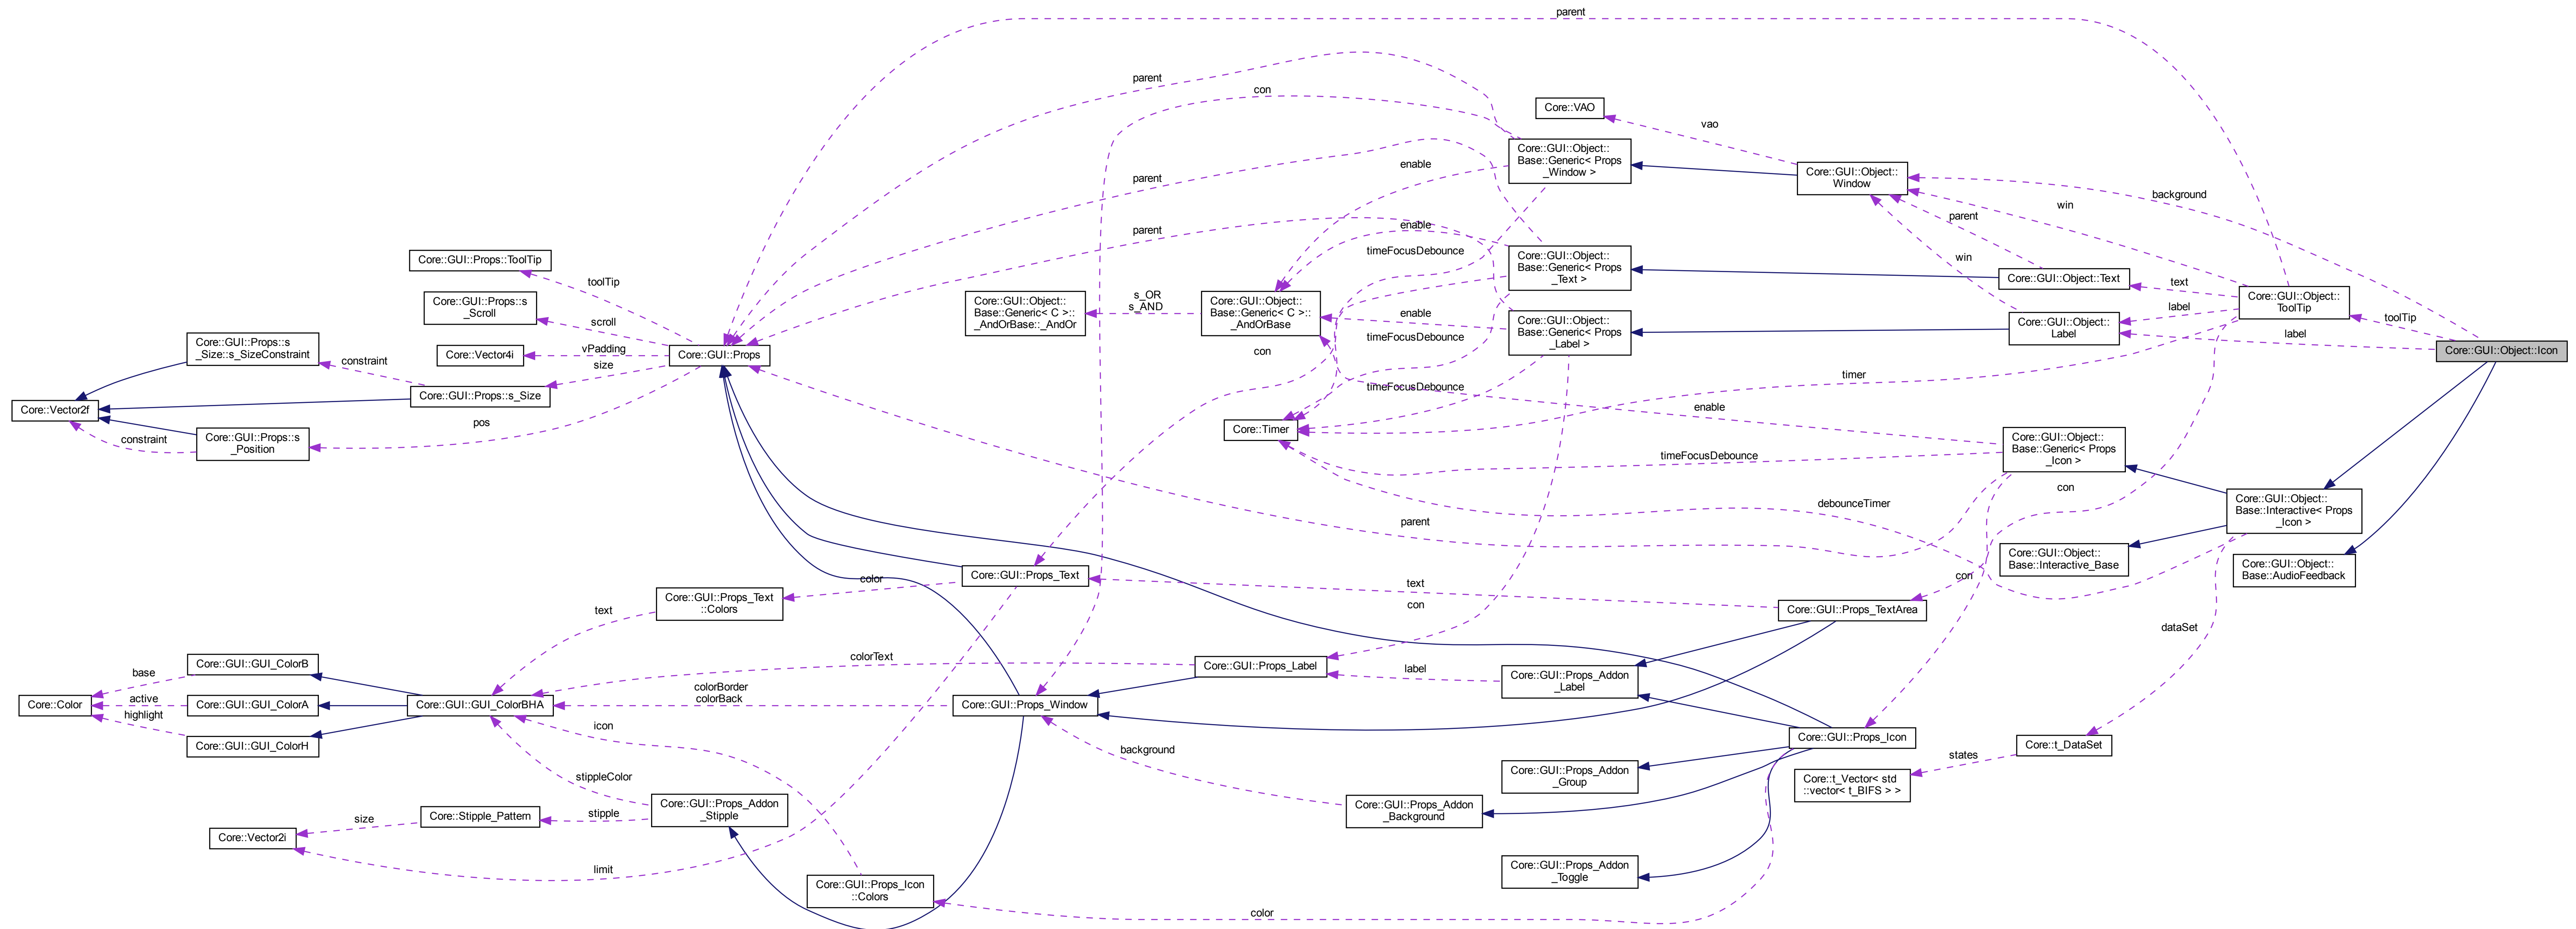 parent
parent
con
Core::VAO
vao
Core::GUI::Object::
Base::Generic< Props
_Window >
enable
Core::GUI::Object::
Window
parent
background
win
parent
parent
enable
timeFocusDebounce
Core::GUI::Object::
Base::Generic< Props
_Text >
win
Core::GUI::Props::ToolTip
toolTip
Core::GUI::Object::Text
text
Core::GUI::Object::
ToolTip
Core::GUI::Props::s
_Scroll
scroll
Core::GUI::Object::
Base::Generic< C >::
_AndOrBase::_AndOr
s_OR
s_AND
Core::GUI::Object::
Base::Generic< C >::
_AndOrBase
enable
timeFocusDebounce
Core::GUI::Object::
Base::Generic< Props
_Label >
Core::GUI::Object::
Label
label
label
toolTip
Core::GUI::Object::Icon
Core::GUI::Props::s
_Size::s_SizeConstraint
constraint
Core::Vector4i
vPadding
size
Core::GUI::Props
con
Core::GUI::Props::s_Size
timeFocusDebounce
timer
Core::Vector2f
constraint
Core::GUI::Props::s
_Position
pos
Core::Timer
enable
timeFocusDebounce
Core::GUI::Object::
Base::Generic< Props
_Icon >
con
debounceTimer
parent
Core::GUI::Object::
Base::Interactive< Props
_Icon >
Core::GUI::Object::
Base::Interactive_Base
Core::GUI::Object::
Base::AudioFeedback
Core::GUI::Props_Text
color
text
con
con
Core::GUI::Props_Text
::Colors
text
Core::GUI::Props_TextArea
dataSet
Core::GUI::GUI_ColorB
base
colorText
Core::GUI::Props_Label
label
Core::GUI::Props_Addon
_Label
Core::Color
active
Core::GUI::GUI_ColorA
Core::GUI::GUI_ColorBHA
colorBorder
colorBack
Core::GUI::Props_Window
highlight
Core::GUI::GUI_ColorH
icon
background
Core::GUI::Props_Icon
Core::t_DataSet
states
stippleColor
Core::GUI::Props_Addon
_Group
Core::t_Vector< std
::vector< t_BIFS > >
Core::Vector2i
size
Core::Stipple_Pattern
stipple
Core::GUI::Props_Addon
_Stipple
Core::GUI::Props_Addon
_Background
limit
Core::GUI::Props_Icon
::Colors
Core::GUI::Props_Addon
_Toggle
color